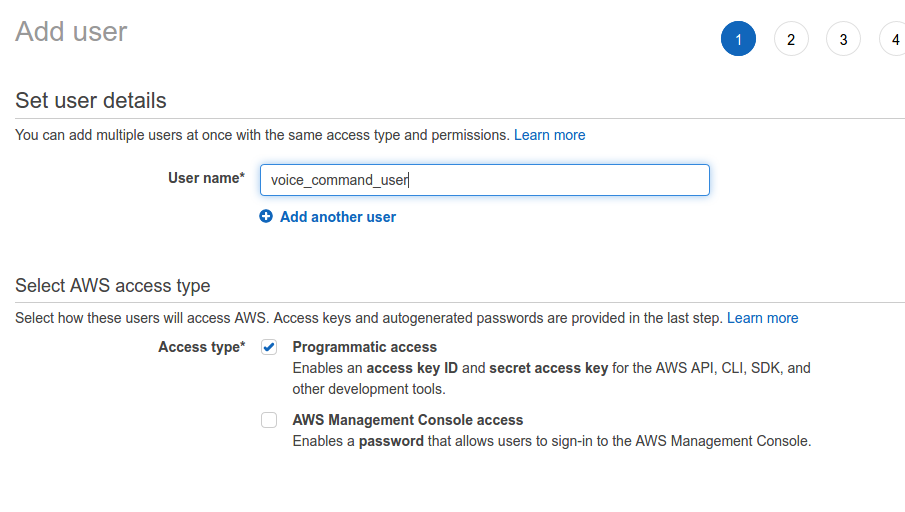 Add user
1 2 3 4
Set user details
You can add multiple users at once with the same access type and permissions. Learn more
User name* voice_command_user
Add another user
Select AWS access type
Select how these users will access AWS. Access keys and autogenerated passwords are provided in the last step. Learn more
Access type* Programmatic access
Enables an access key ID and secret access key for the AWS API, CLI, SDK, and
other development tools.
AWS Management Console access
Enables a password that allows users to sign-in to the AWS Management Console.